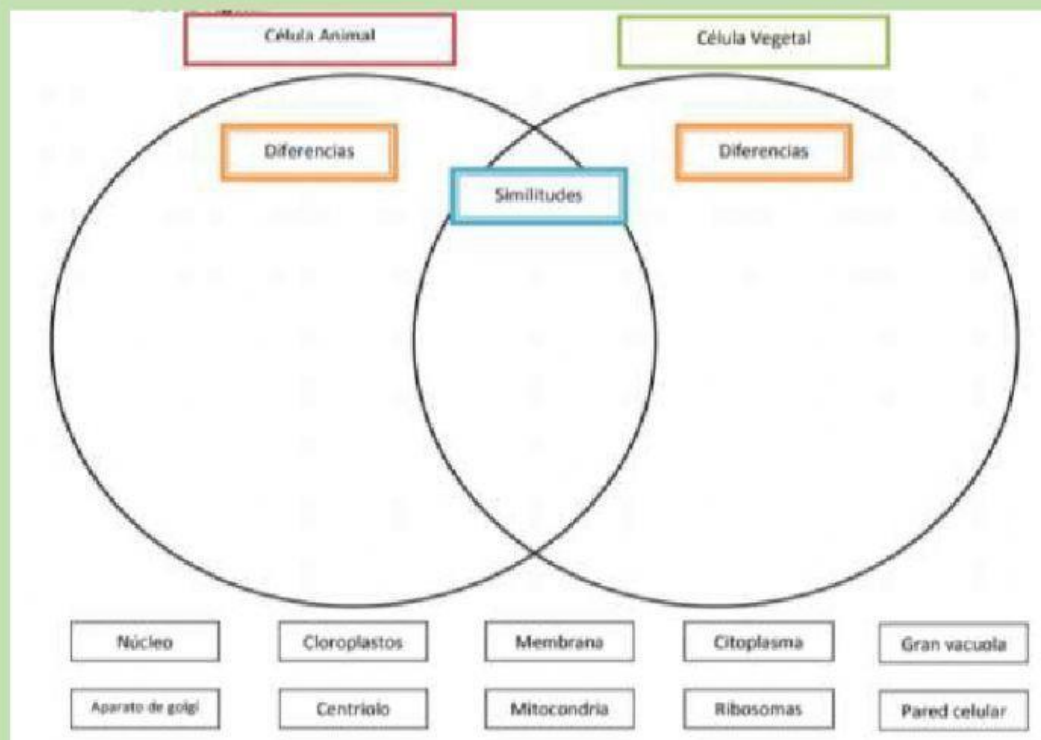 Célula Animal
Célula Vegetal
Diferencias
Diferencias
Similitudes
Núcleo
Cloroplastos
Membrana
Citoplasma
Gran vacuola
Aparato de golgi
Centriolo
Mitocondria
Ribosomas
Pared celular